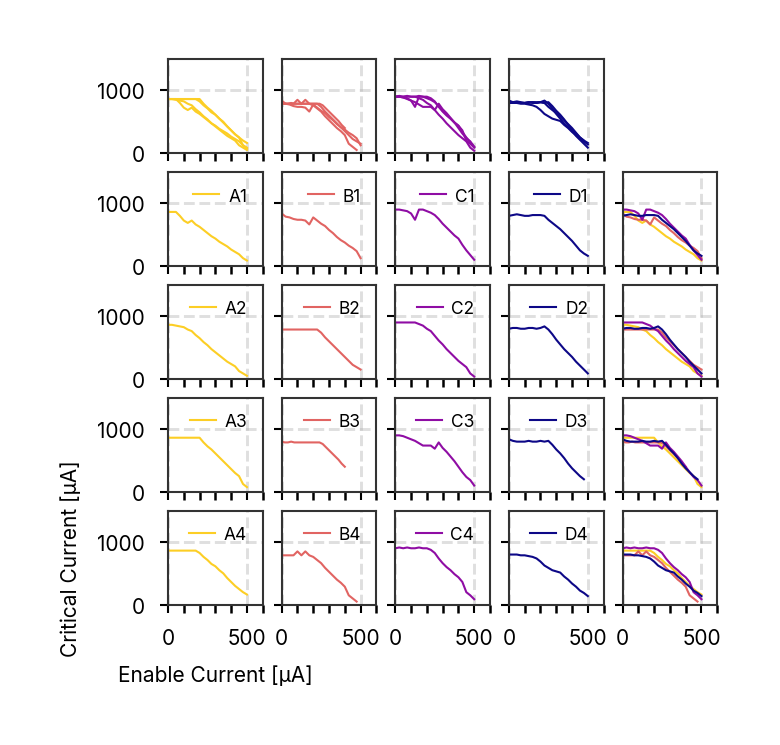 1000
0
1000
0
A1
B1
C1
D1
1000
0
A2
B2
C2
D2
1000
0
A3
B3
C3
D3
1000
0
A4
B4
C4
D4
0 500 0 500 0 500 0 500 0 500
Critical Current [µA]
Enable Current [µA]